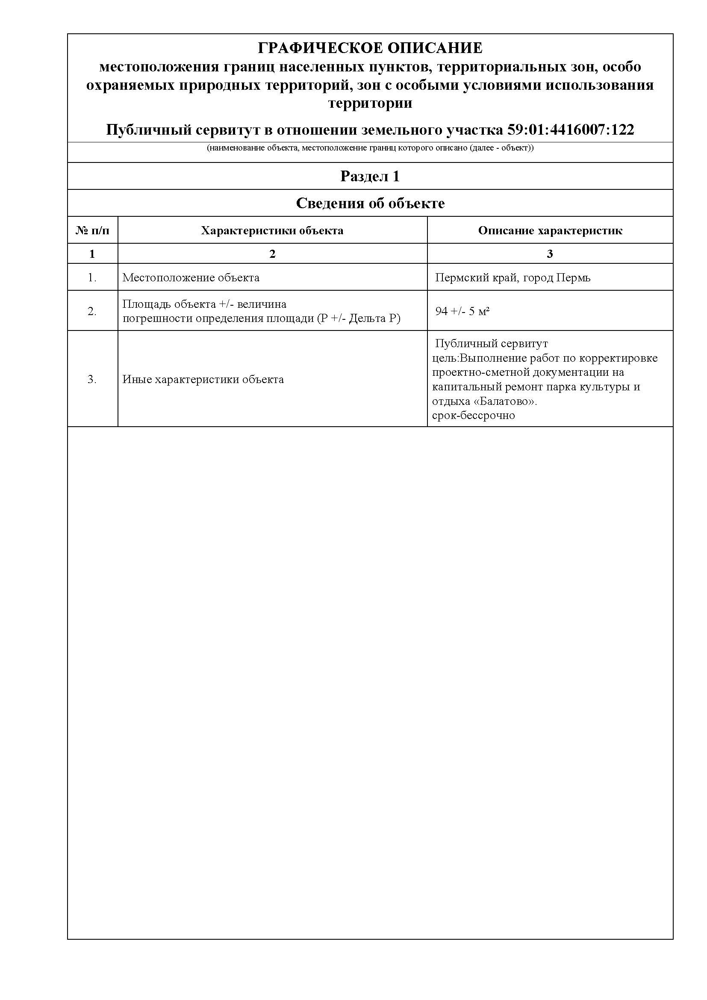 ГРАФИЧЕСКОЕ ОПИСАНИЕ
местоположения границ населенных пунктов, территориальных зон, особо
охраняемых природных территорий, зон с особыми условиями использования
территории
Публичный сервитут в отношении земельного участка 59:01:4416007:122
(наименование объекта, местоположение границ которого описано (далее - объект))
Раздел 1
Сведения об объекте
№ п/п Характеристики объекта Описание характеристик
1 2 3
1. Местоположение объекта Пермский край, город Пермь
2. Площадь объекта +/- величина
погрешности определения площади (P +/- Дельта P) 94 +/- 5 м²
3. Иные характеристики объекта Публичный сервитут
цель:Выполнение работ по корректировке
проектно-сметной документации на
капитальный ремонт парка культуры и
отдыха «Балатово».
срок-бессрочно